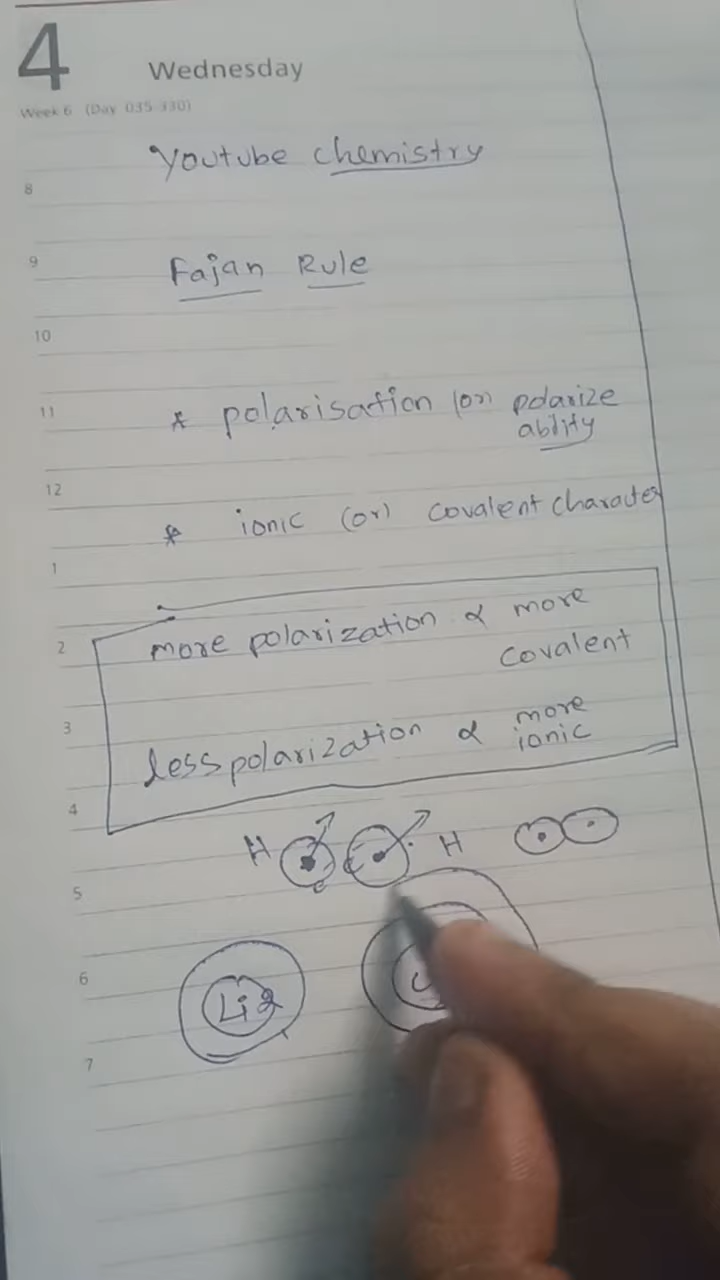 4 Wednesday
Week 6 (Day 035-330)
Youtube chemistry
8
9
Fajan Rule
10
11
* polarisation (or) polarize
ability
12
* ionic (or) covalent character
1
2
more polarization ∝ more
covalent
3
less polarization ∝ more
ionic
4
H H
e
5
6
Li
7